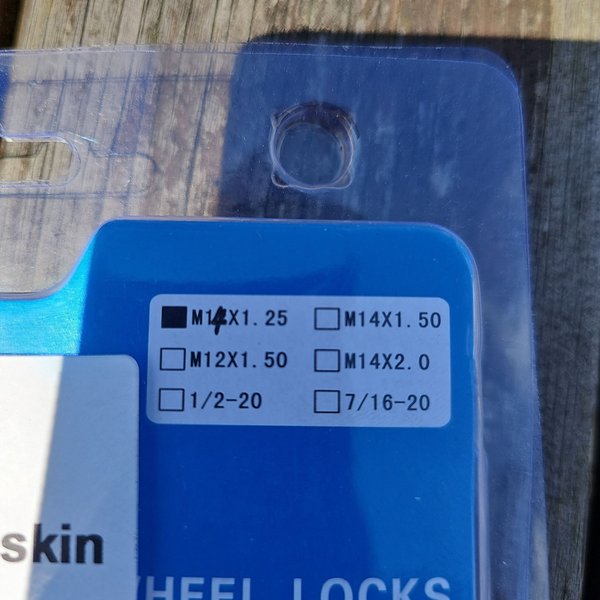 ■ M14X1.25 □ M14X1.50
□ M12X1.50 □ M14X2.0
□ 1/2-20 □ 7/16-20
skin
WHEEL LOCKS